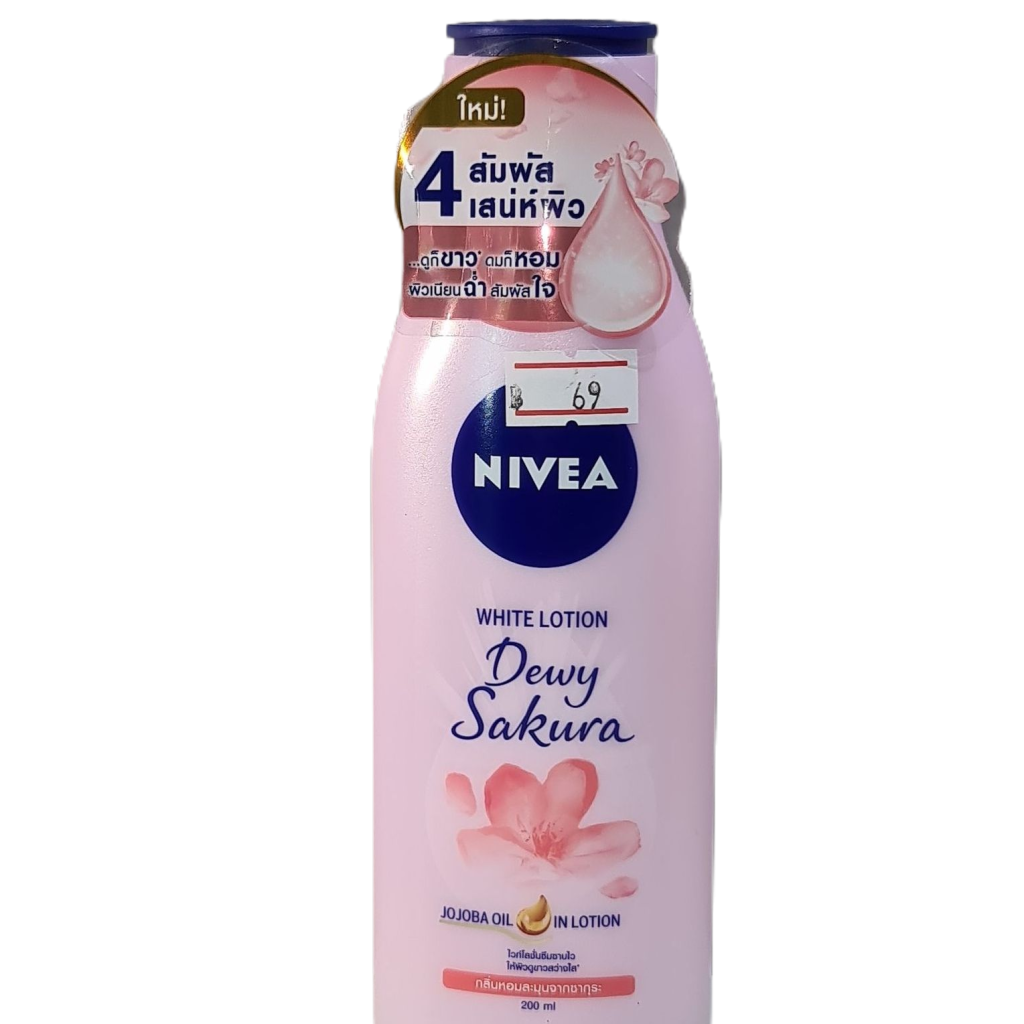 ใหม่!
4 สัมผัส
เสน่ห์ผิว
...ดูก็ขาว* ดมก็หอม
ผิวเนียนฉ่ำ สัมผัสใจ
฿ 69
NIVEA
WHITE LOTION
Dewy
Sakura
JOJOBA OIL IN LOTION
ไวท์โลชั่นซึมซาบไว
ให้ผิวดูขาวสว่างใส*
กลิ่นหอมละมุนจากซากุระ
200 ml